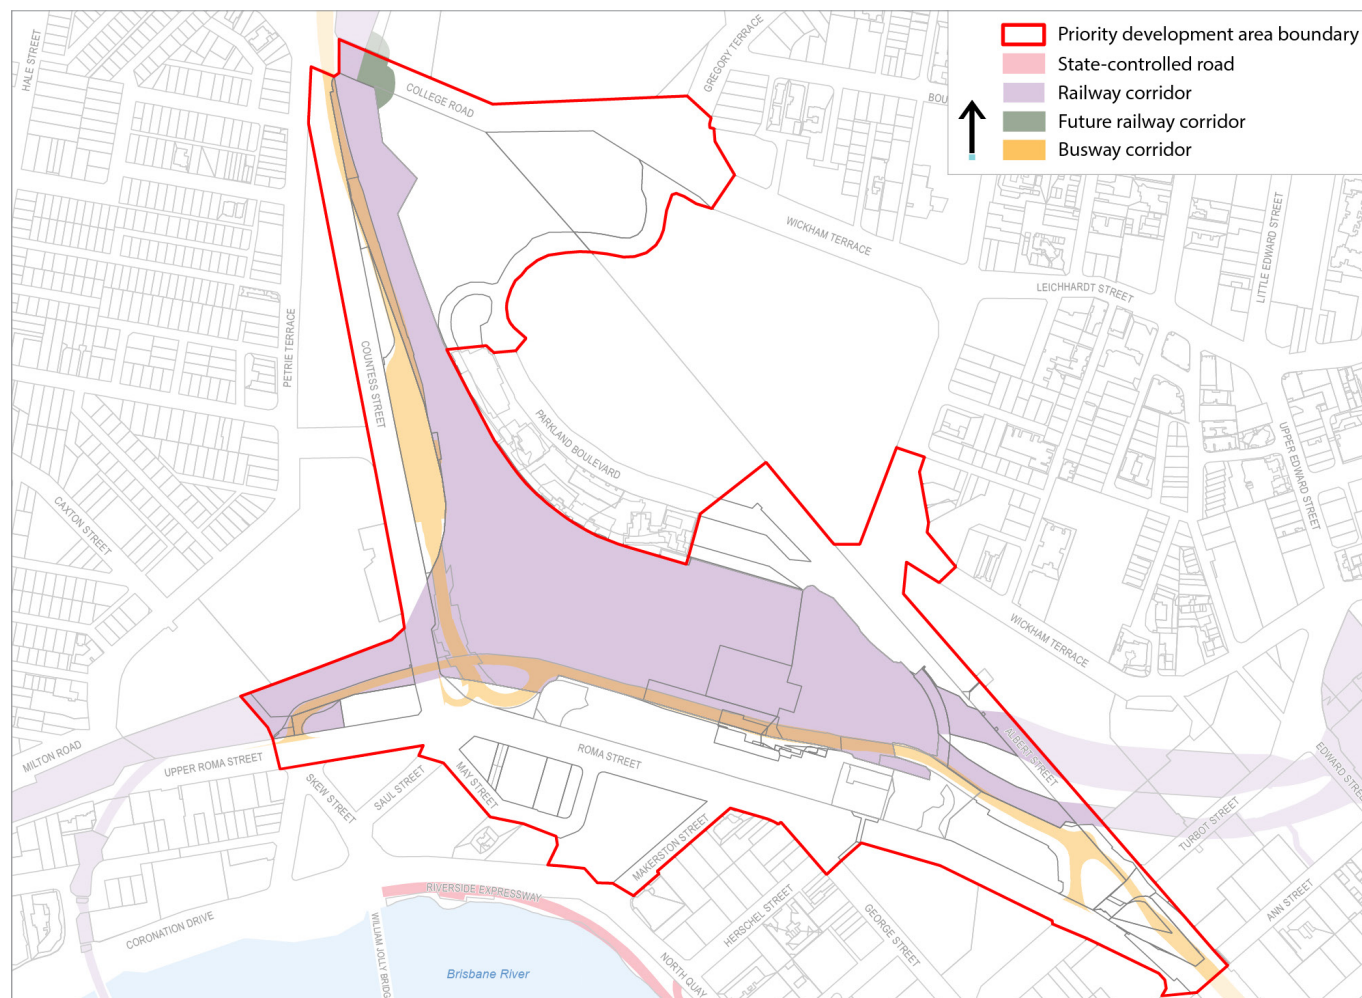 Priority development area boundary
State-controlled road
Railway corridor
Future railway corridor
Busway corridor
HALE STREET
GREGORY TERRACE
COLLEGE ROAD
BOU
WICKHAM TERRACE
LITTLE EDWARD STREET
LEICHHARDT STREET
PETRIE TERRACE
COUNTESS STREET
PARKLAND BOULEVARD
UPPER EDWARD STREET
CAXTON STREET
WICKHAM TERRACE
MILTON ROAD
UPPER ROMA STREET
SKEW STREET
SAUL STREET
MAY STREET
ROMA STREET
ALBERT STREET
EDWARD STREE
TURBOT STREET
MAKERSTON STREET
RIVERSIDE EXPRESSWAY
HERSCHEL STREET
GEORGE STREET
ANN STREET
CORONATION DRIVE
WILLIAM JOLLY BRIDG
NORTH QUAY
Brisbane River